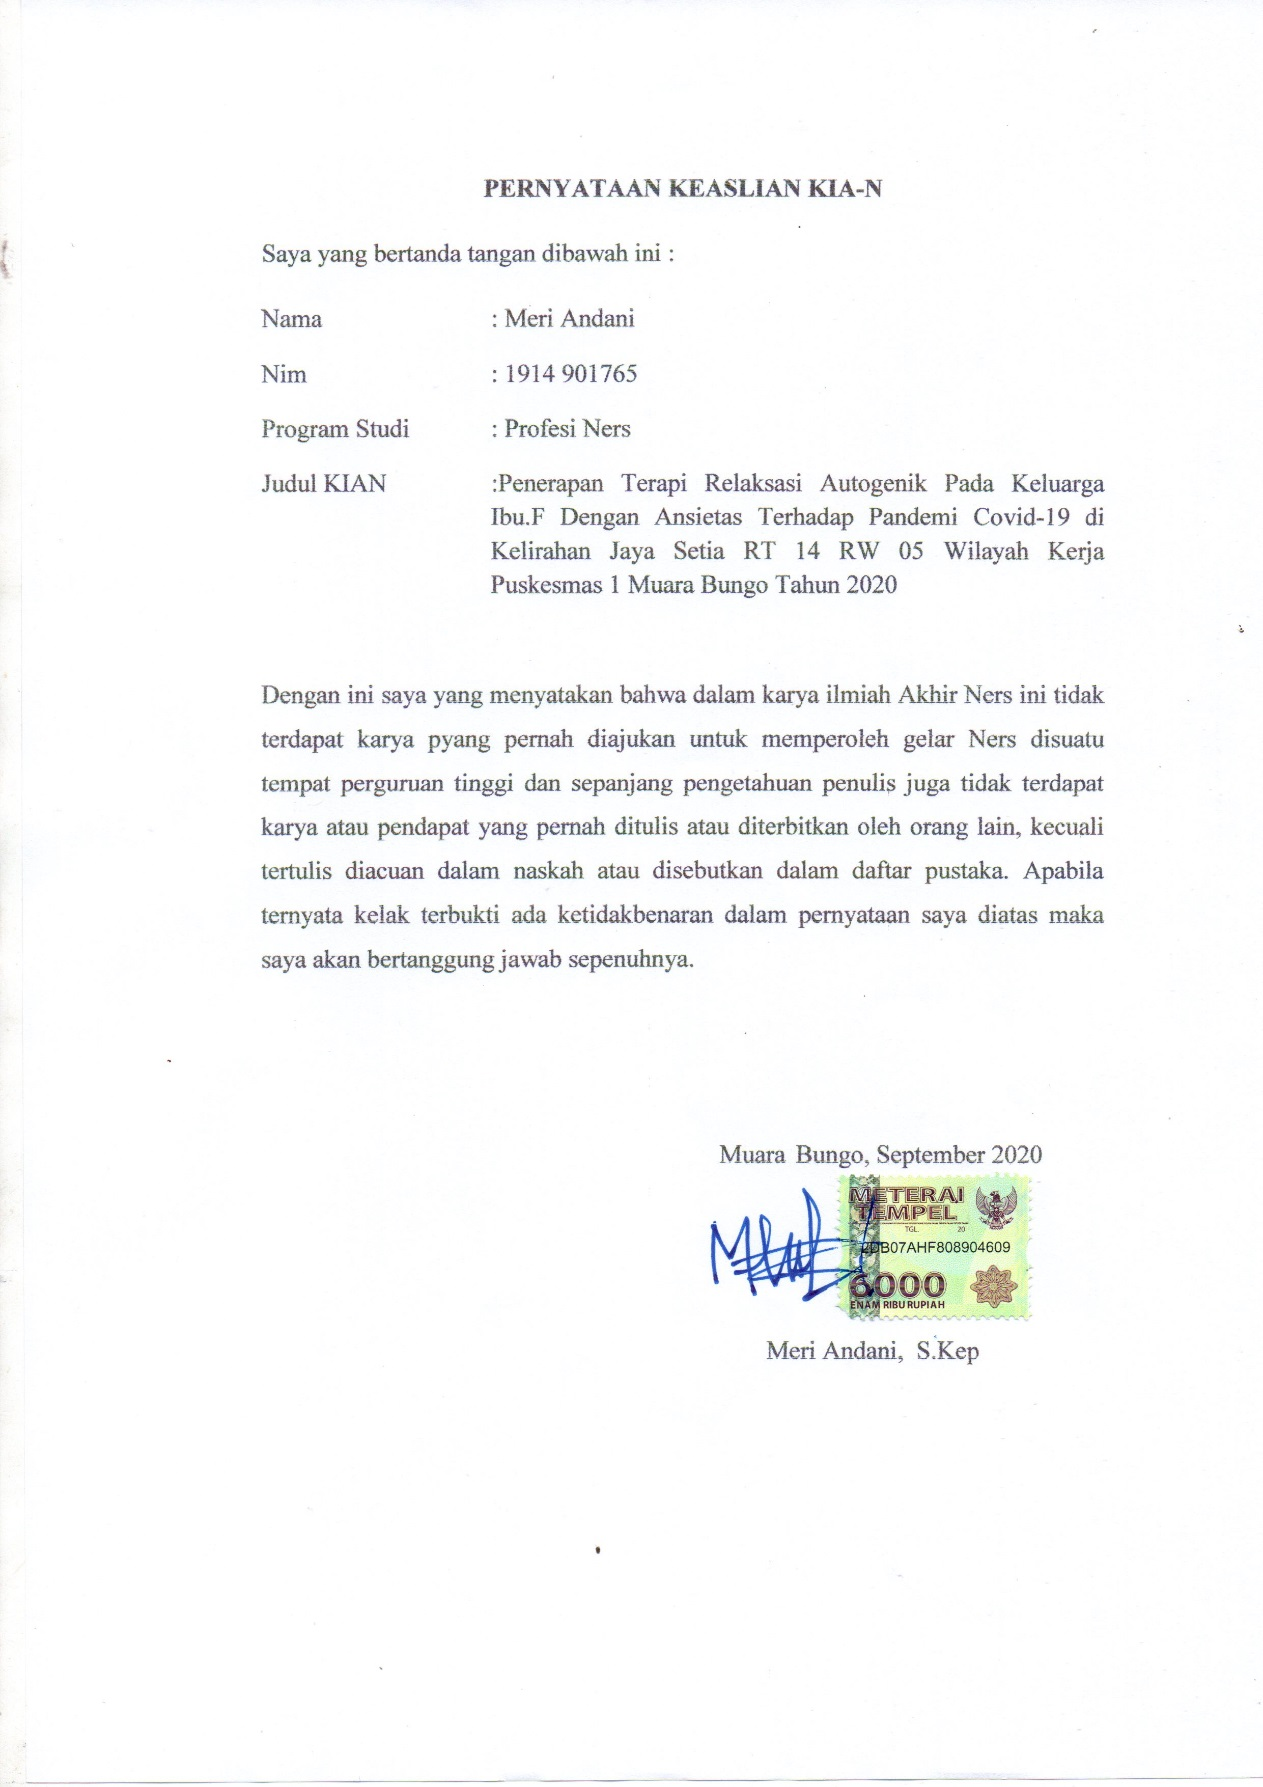 PERNYATAAN KEASLIAN KIA-N
Saya yang bertanda tangan dibawah ini :
Nama : Meri Andani
Nim : 1914 901765
Program Studi : Profesi Ners
Judul KIAN :Penerapan Terapi Relaksasi Autogenik Pada Keluarga
Ibu.F Dengan Ansietas Terhadap Pandemi Covid-19 di
Kelirahan Jaya Setia RT 14 RW 05 Wilayah Kerja
Puskesmas 1 Muara Bungo Tahun 2020
Dengan ini saya yang menyatakan bahwa dalam karya ilmiah Akhir Ners ini tidak
terdapat karya pyang pernah diajukan untuk memperoleh gelar Ners disuatu
tempat perguruan tinggi dan sepanjang pengetahuan penulis juga tidak terdapat
karya atau pendapat yang pernah ditulis atau diterbitkan oleh orang lain, kecuali
tertulis diacuan dalam naskah atau disebutkan dalam daftar pustaka. Apabila
ternyata kelak terbukti ada ketidakbenaran dalam pernyataan saya diatas maka
saya akan bertanggung jawab sepenuhnya.
Muara Bungo, September 2020
METERAI
TEMPEL
TGL. 20
B07AHF808904609
6000
ENAM RIBU RUPIAH
Meri Andani, S.Kep